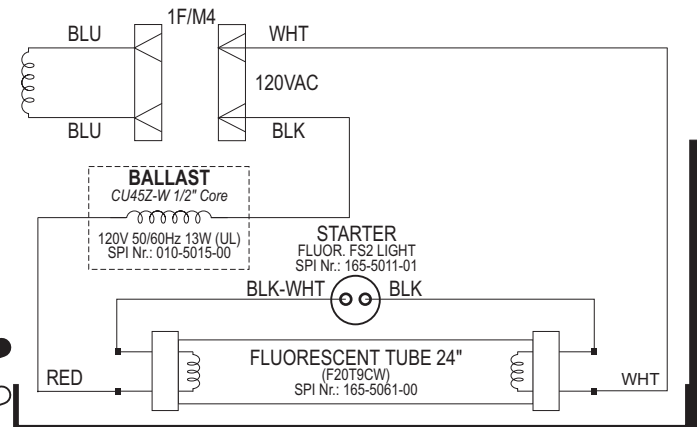 1F/M4
BLU
WHT
120VAC
BLU
BLK
BALLAST
CU45Z-W 1/2" Core
120V 50/60Hz 13W (UL)
SPI Nr.: 010-5015-00
STARTER
FLUOR. FS2 LIGHT
SPI Nr.: 165-5011-01
BLK-WHT
BLK
FLUORESCENT TUBE 24"
(F20T9CW)
SPI Nr.: 165-5061-00
RED
WHT